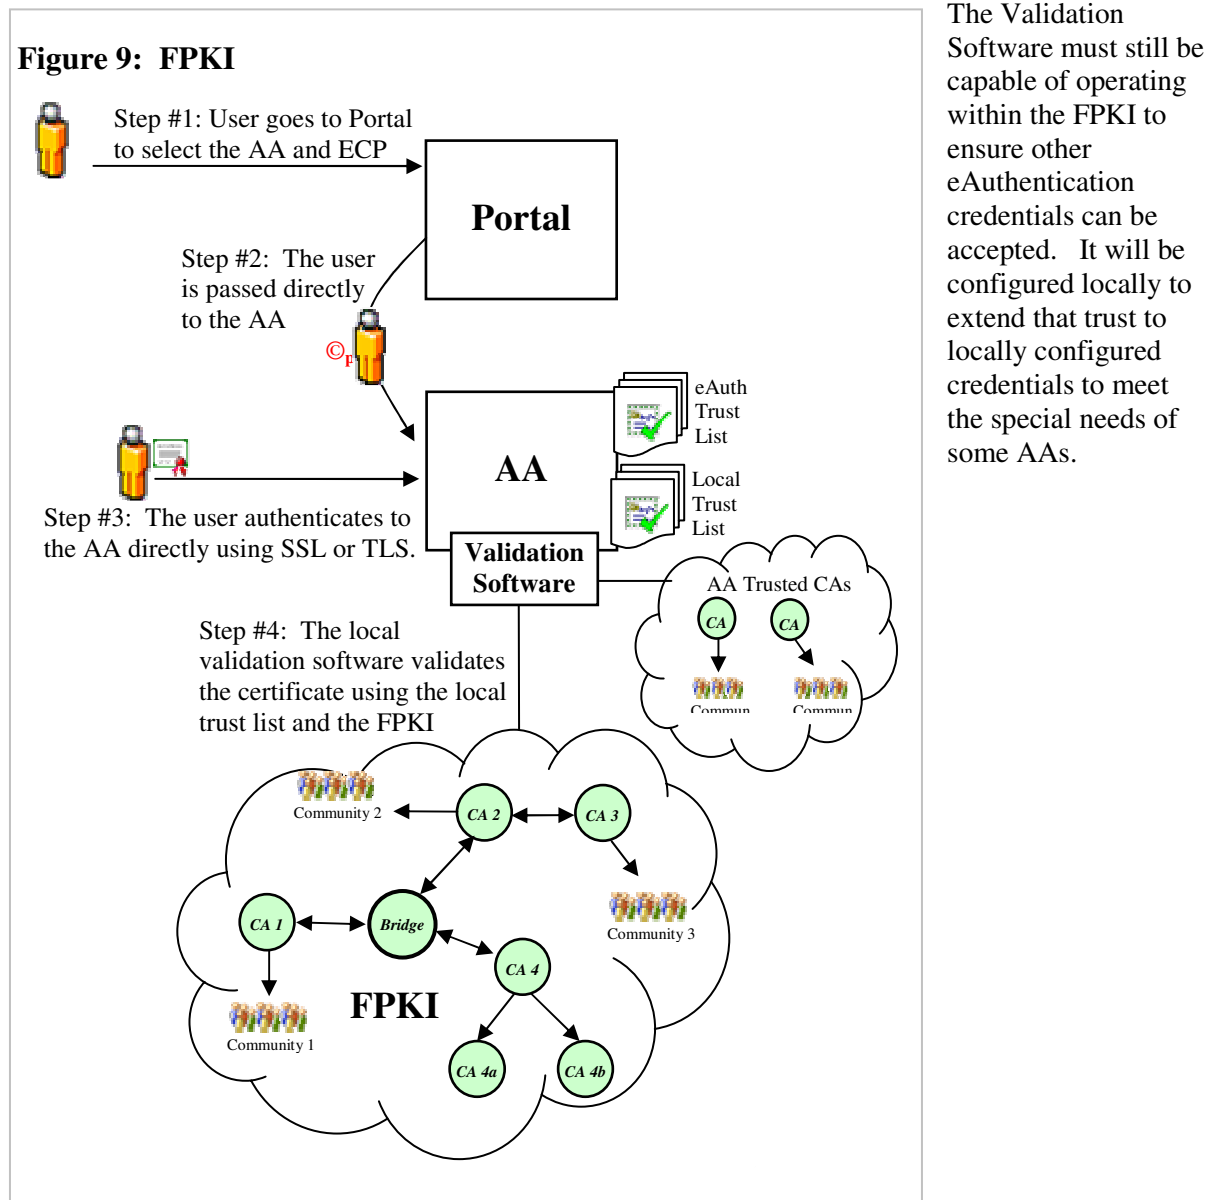 Figure 9: FPKI
Step #1: User goes to Portal
to select the AA and ECP
Portal
Step #2: The user
is passed directly
to the AA
©p
eAuth
Trust
List
AA
Local
Trust
List
Step #3: The user authenticates to
the AA directly using SSL or TLS.
Validation
Software
AA Trusted CAs
CA
CA
Commun
Commun
Step #4: The local
validation software validates
the certificate using the local
trust list and the FPKI
Community 2
CA 2
CA 3
CA 1
Bridge
Community 3
CA 4
FPKI
Community 1
CA 4a
CA 4b
The Validation
Software must still be
capable of operating
within the FPKI to
ensure other
eAuthentication
credentials can be
accepted. It will be
configured locally to
extend that trust to
locally configured
credentials to meet
the special needs of
some AAs.